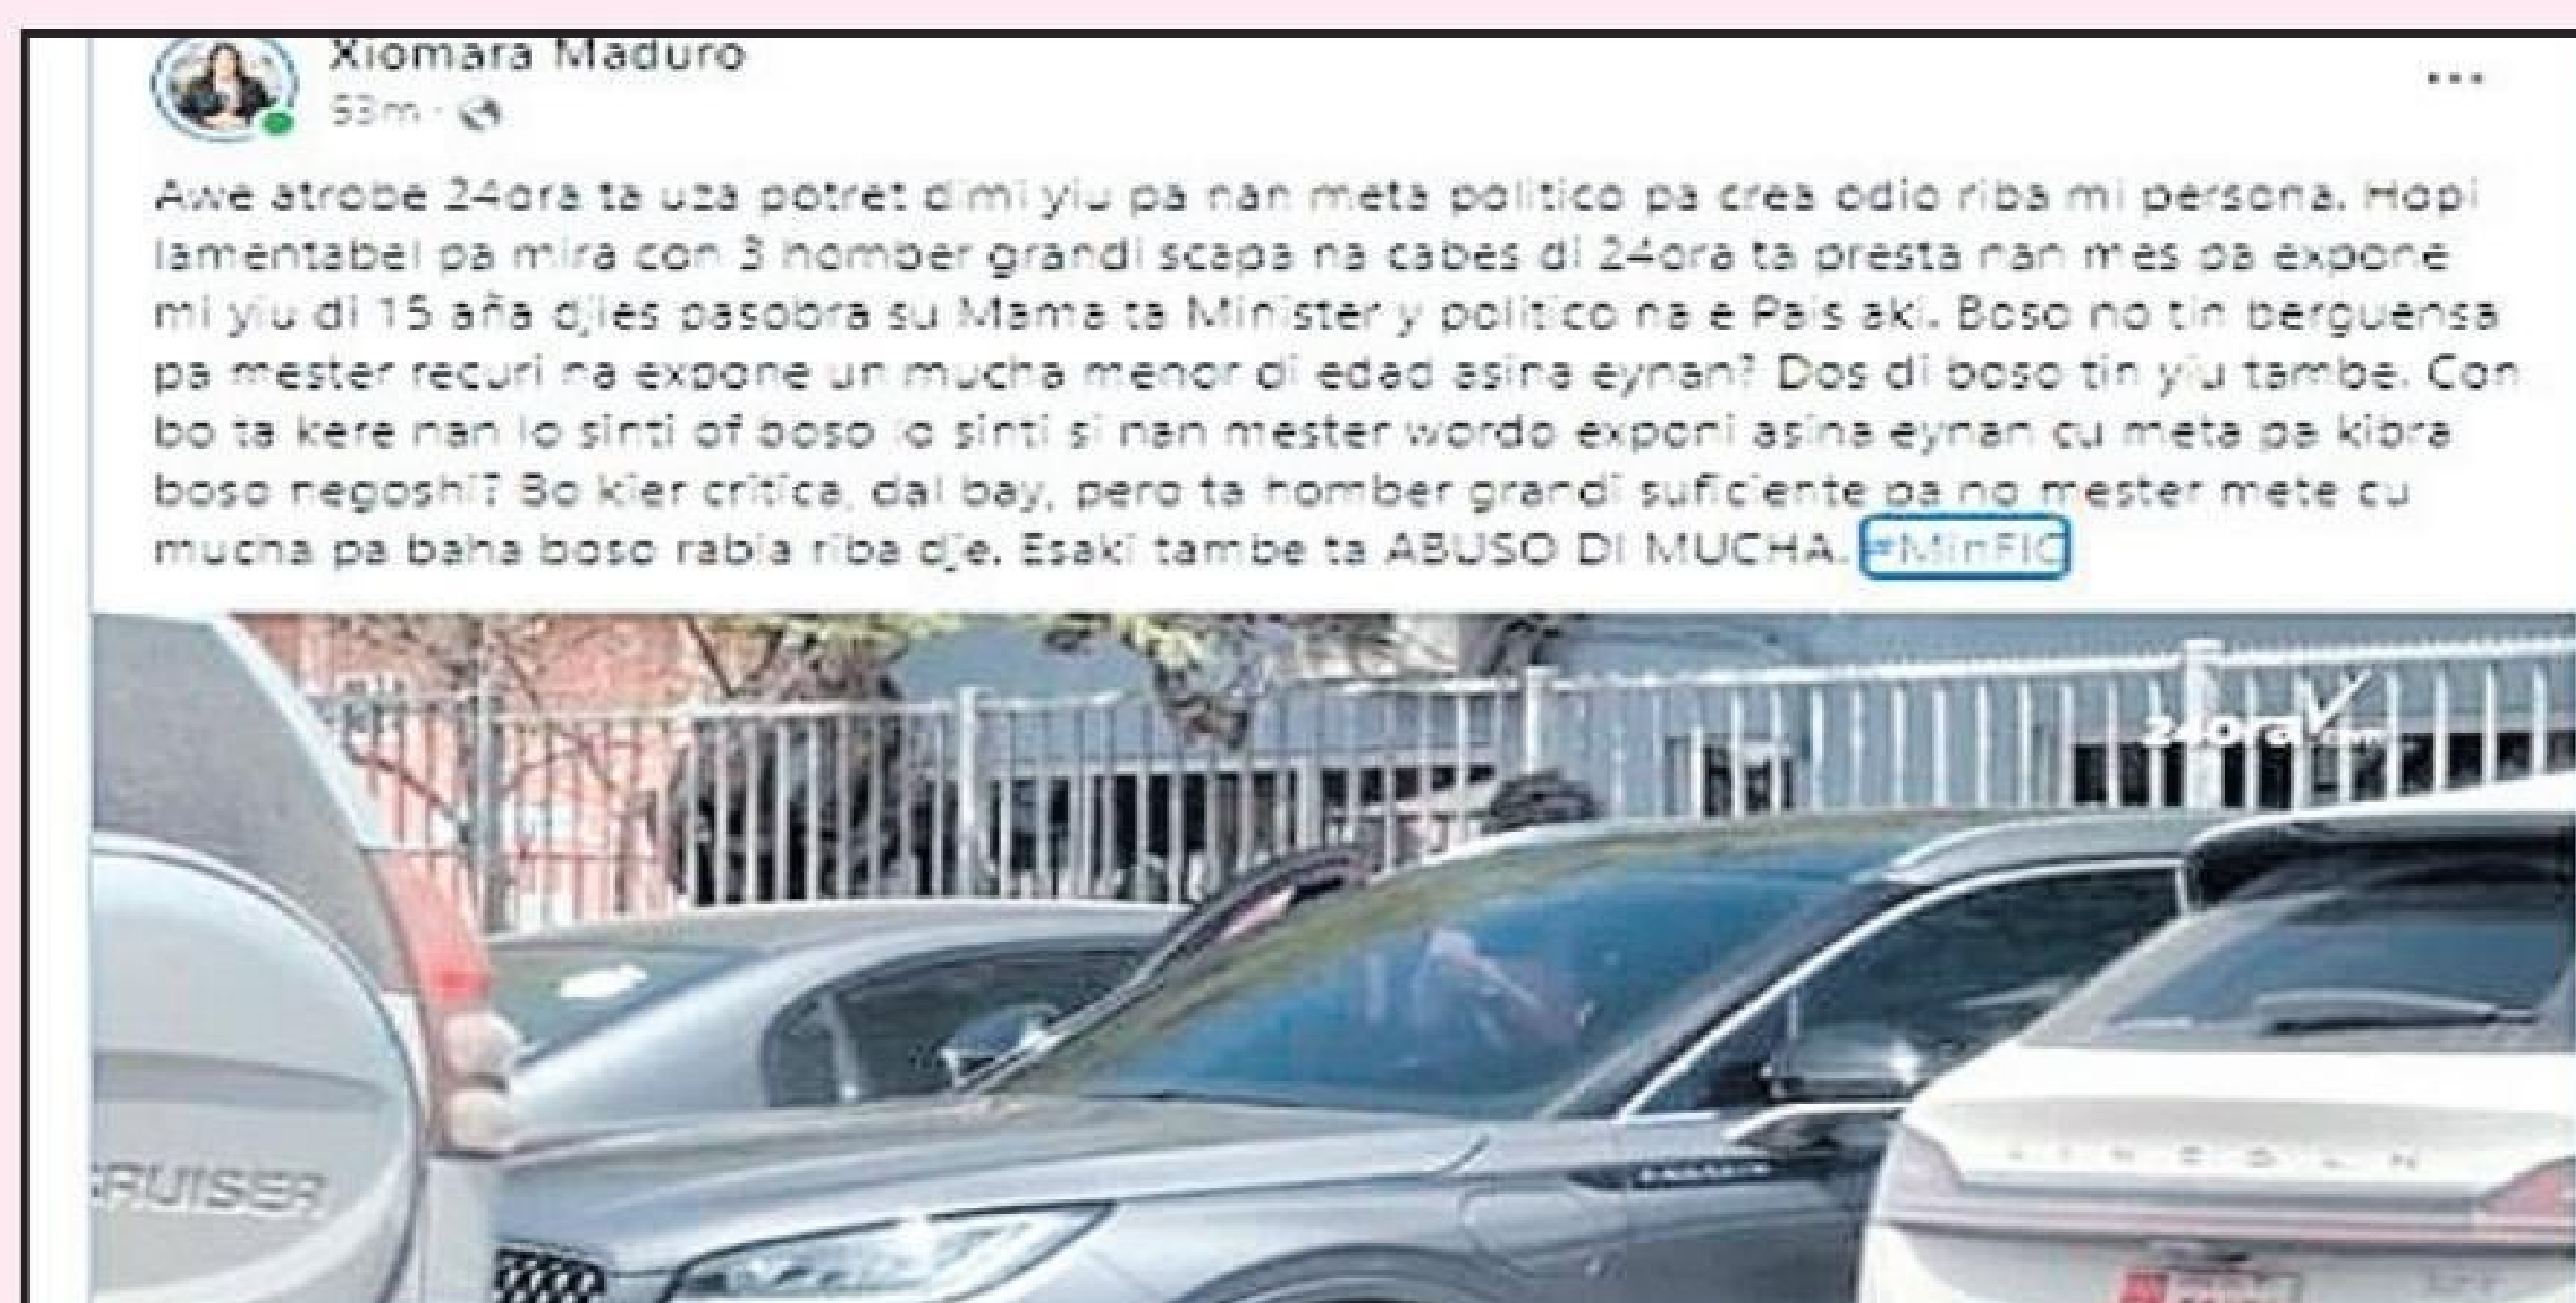 Xiomara Maduro
53m ·
Awe atrobe 24ora ta uza potret dimi yiu pa nan meta politico pa crea odio riba mi persona. Hopi
lamentabel pa mira con 3 homber grandi scapa na cabes di 24ora ta presta nan mes pa expone
mi yiu di 15 aña djies pasobra su Mama ta Minister y politico na e Pais aki. Boso no tin berguensa
pa mester recuri na expone un mucha menor di edad asina eynan? Dos di boso tin yiu tambe. Con
bo ta kere nan lo sinti of boso lo sinti si nan mester wordo exponi asina eynan cu meta pa kibra
boso negoshi? Bo kier critica, dal bay, pero ta homber grandi suficiente pa no mester mete cu
mucha pa baha boso rabia riba dje. Esaki tambe ta ABUSO DI MUCHA. #MinFIC
24ora
RUISER
LINCOLN